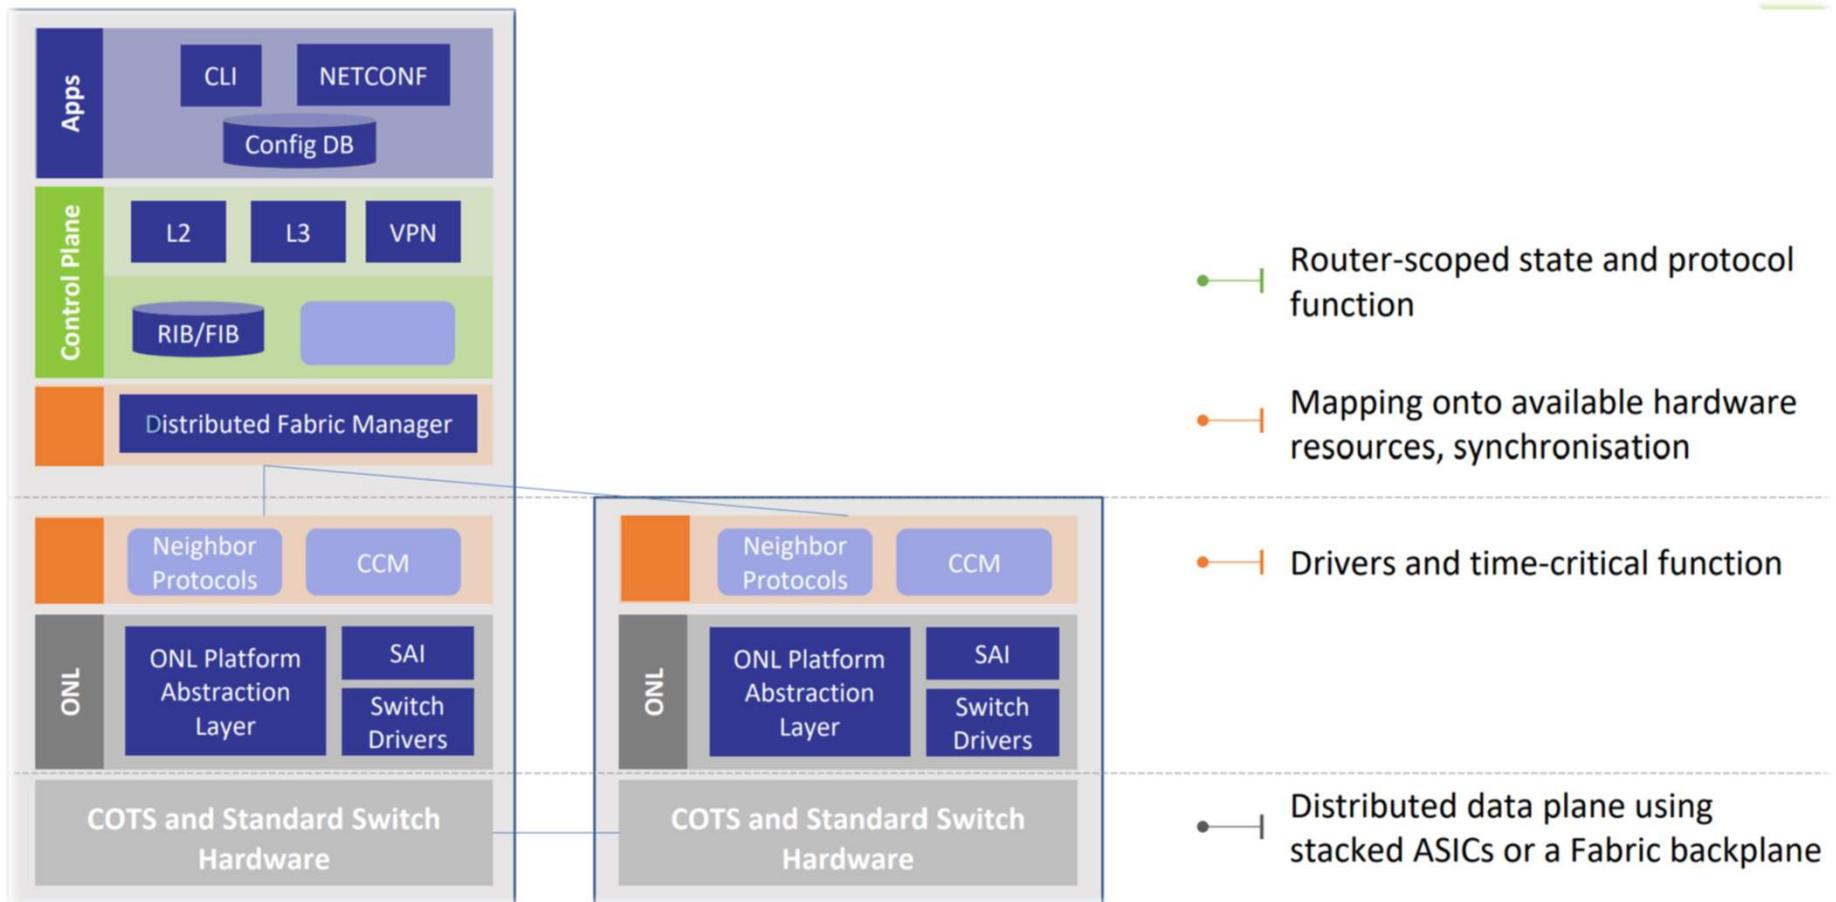 Apps
CLI
NETCONF
Config DB
Control Plane
L2
L3
VPN
RIB/FIB
Distributed Fabric Manager
Neighbor
Protocols
CCM
ONL
ONL Platform
Abstraction
Layer
SAI
Switch
Drivers
COTS and Standard Switch
Hardware
Neighbor
Protocols
CCM
ONL
ONL Platform
Abstraction
Layer
SAI
Switch
Drivers
COTS and Standard Switch
Hardware
Router-scoped state and protocol
function
Mapping onto available hardware
resources, synchronisation
Drivers and time-critical function
Distributed data plane using
stacked ASICs or a Fabric backplane